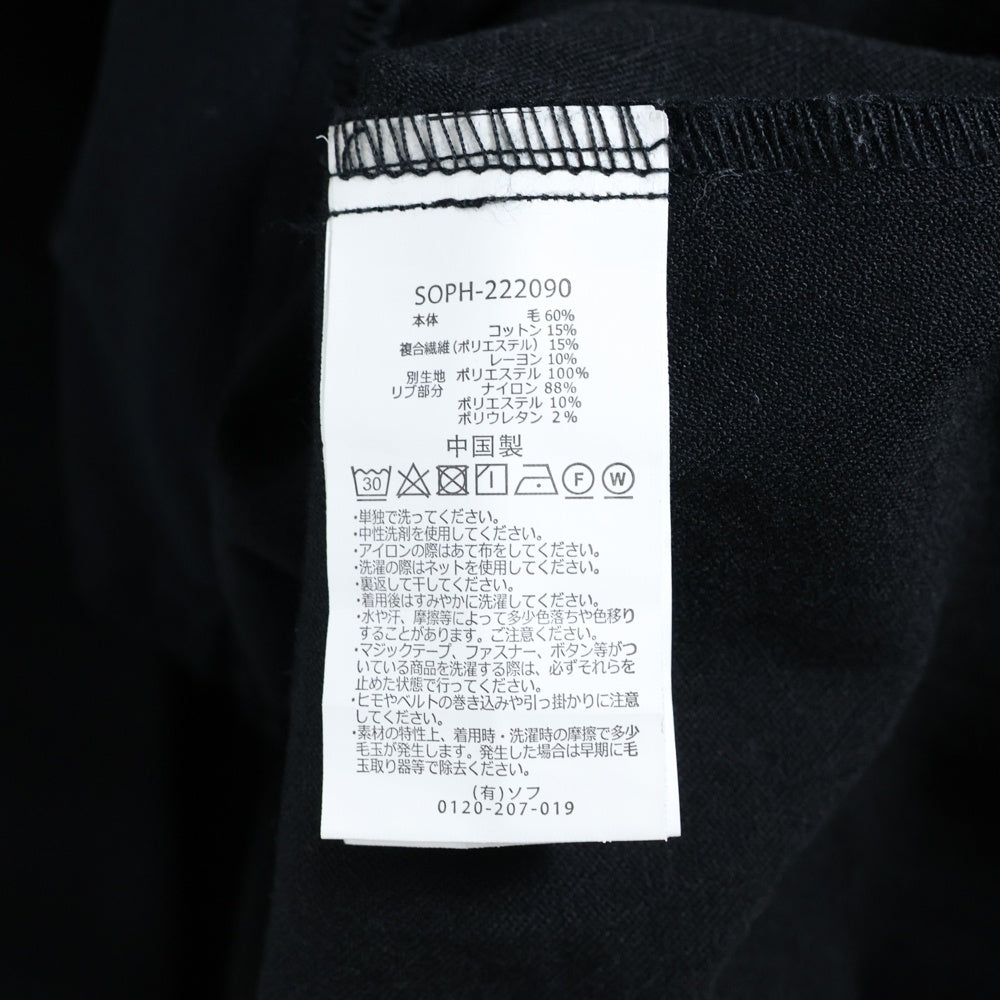 SOPH-222090
本体 毛 60%
コットン 15%
複合繊維(ポリエステル) 15%
レーヨン 10%
別生地 ポリエステル 100%
リブ部分 ナイロン 88%
ポリエステル 10%
ポリウレタン 2%
中国製
30 F W
・単独で洗ってください。
・中性洗剤を使用してください。
・アイロンの際はあて布をしてください。
・洗濯の際はネットを使用してください。
・裏返して干してください。
・着用後はすみやかに洗濯してください。
・水や汗、摩擦等によって多少色落ちや色移り
することがあります。ご注意ください。
・マジックテープ、ファスナー、ボタン等がつ
いている商品を洗濯する際は、必ずそれらを
止めた状態で行ってください。
・ヒモやベルトの巻き込みや引っ掛かりに注意
してください。
・素材の特性上、着用時・洗濯時の摩擦で多少
毛玉が発生します。発生した場合は早期に毛
玉取り器等で除去ください。
(有)ソフ
0120-207-019